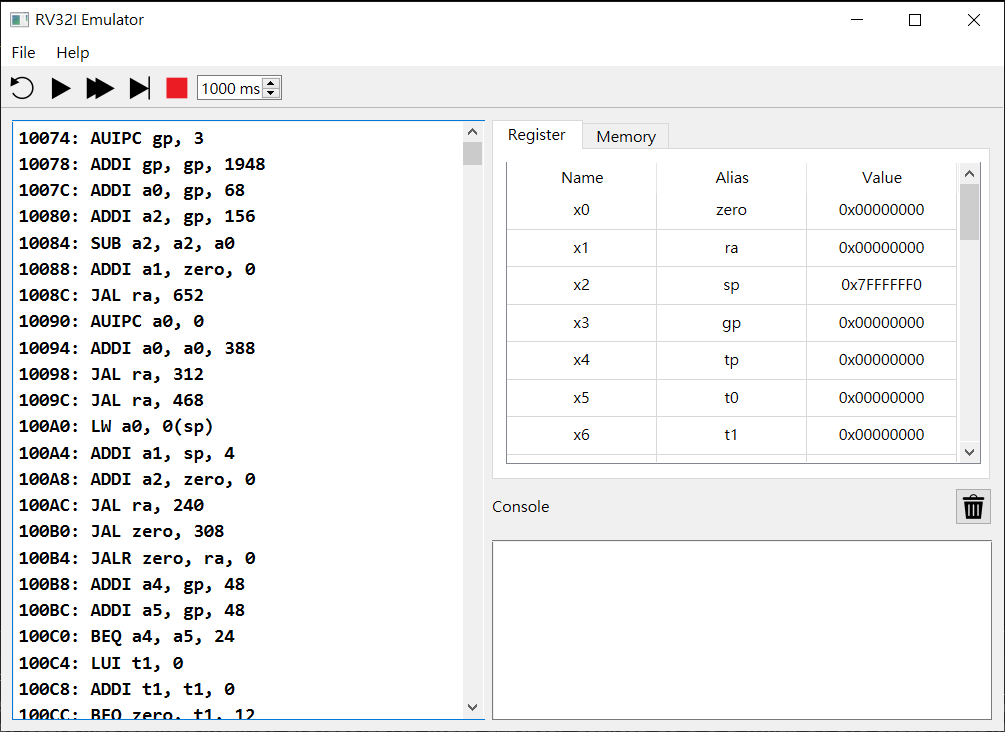 RV32I Emulator
File Help
1000 ms
10074: AUIPC gp, 3
10078: ADDI gp, gp, 1948
1007C: ADDI a0, gp, 68
10080: ADDI a2, gp, 156
10084: SUB a2, a2, a0
10088: ADDI a1, zero, 0
1008C: JAL ra, 652
10090: AUIPC a0, 0
10094: ADDI a0, a0, 388
10098: JAL ra, 312
1009C: JAL ra, 468
100A0: LW a0, 0(sp)
100A4: ADDI a1, sp, 4
100A8: ADDI a2, zero, 0
100AC: JAL ra, 240
100B0: JAL zero, 308
100B4: JALR zero, ra, 0
100B8: ADDI a4, gp, 48
100BC: ADDI a5, gp, 48
100C0: BEQ a4, a5, 24
100C4: LUI t1, 0
100C8: ADDI t1, t1, 0
100CC: BEQ zero, t1, 12
Register Memory
Name Alias Value
x0 zero 0x00000000
x1 ra 0x00000000
x2 sp 0x7FFFFFF0
x3 gp 0x00000000
x4 tp 0x00000000
x5 t0 0x00000000
x6 t1 0x00000000
Console